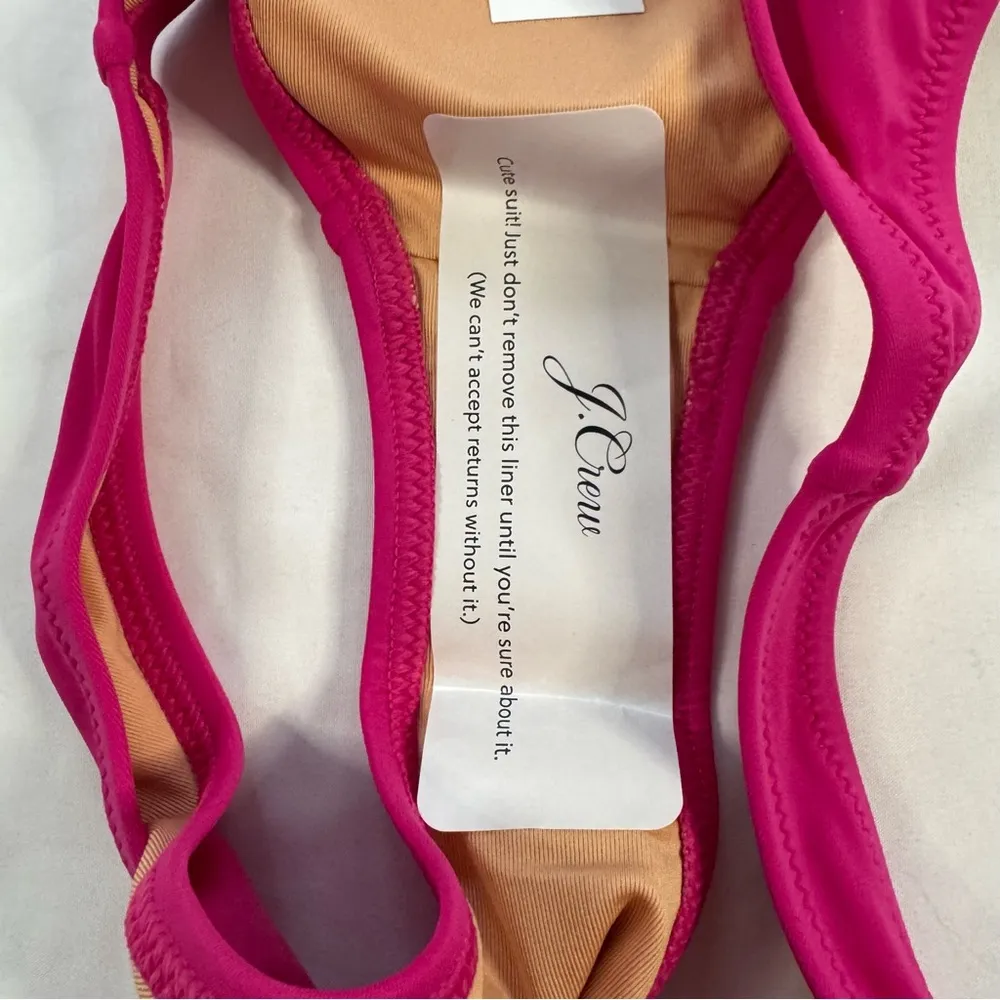 J.Crew
Cute suit! Just don't remove this liner until you're sure about it.
(We can't accept returns without it.)